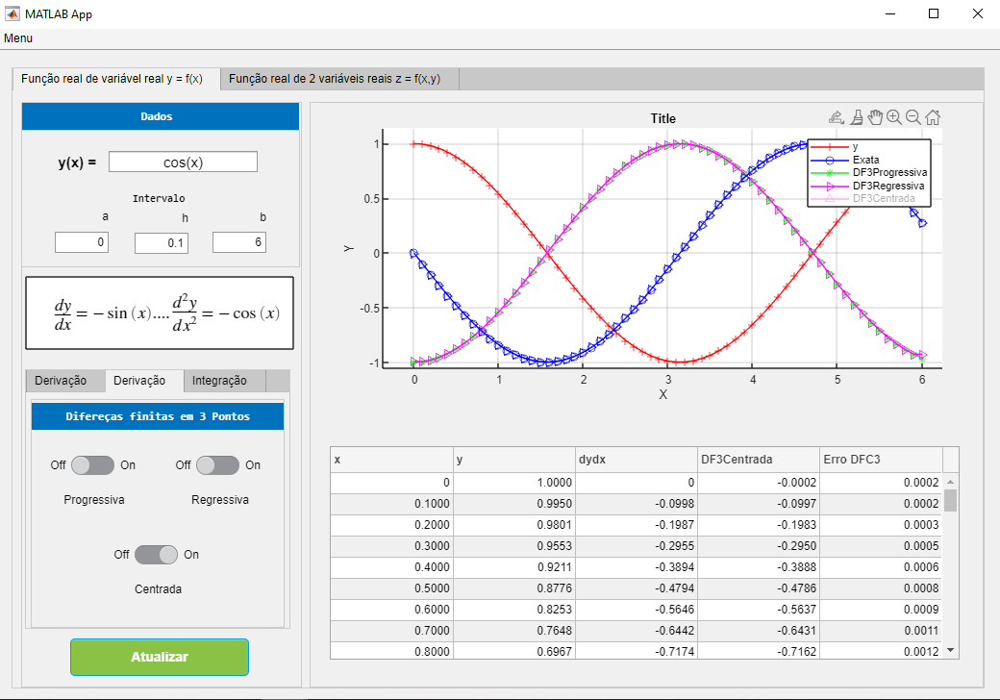 MATLAB App
Menu
Função real de variável real y = f(x)
Função real de 2 variáveis reais z = f(x,y)
Dados
y(x) =
cos(x)
Intervalo
a h b
0 0.1 6
dy/dx = − sin (x)....d²y/dx² = − cos (x)
Derivação Derivação Integração
Difereças finitas em 3 Pontos
Off On Off On
Progressiva Regressiva
Off On
Centrada
Atualizar
Title
y
Exata
DF3Progressiva
DF3Regressiva
DF3Centrada
Y
1
0.5
0
-0.5
-1
0 1 2 3 4 5 6
X
x y dydx DF3Centrada Erro DFC3
0 1.0000 0 -0.0002 0.0002
0.1000 0.9950 -0.0998 -0.0997 0.0002
0.2000 0.9801 -0.1987 -0.1983 0.0003
0.3000 0.9553 -0.2955 -0.2950 0.0005
0.4000 0.9211 -0.3894 -0.3888 0.0006
0.5000 0.8776 -0.4794 -0.4786 0.0008
0.6000 0.8253 -0.5646 -0.5637 0.0009
0.7000 0.7648 -0.6442 -0.6431 0.0011
0.8000 0.6967 -0.7174 -0.7162 0.0012